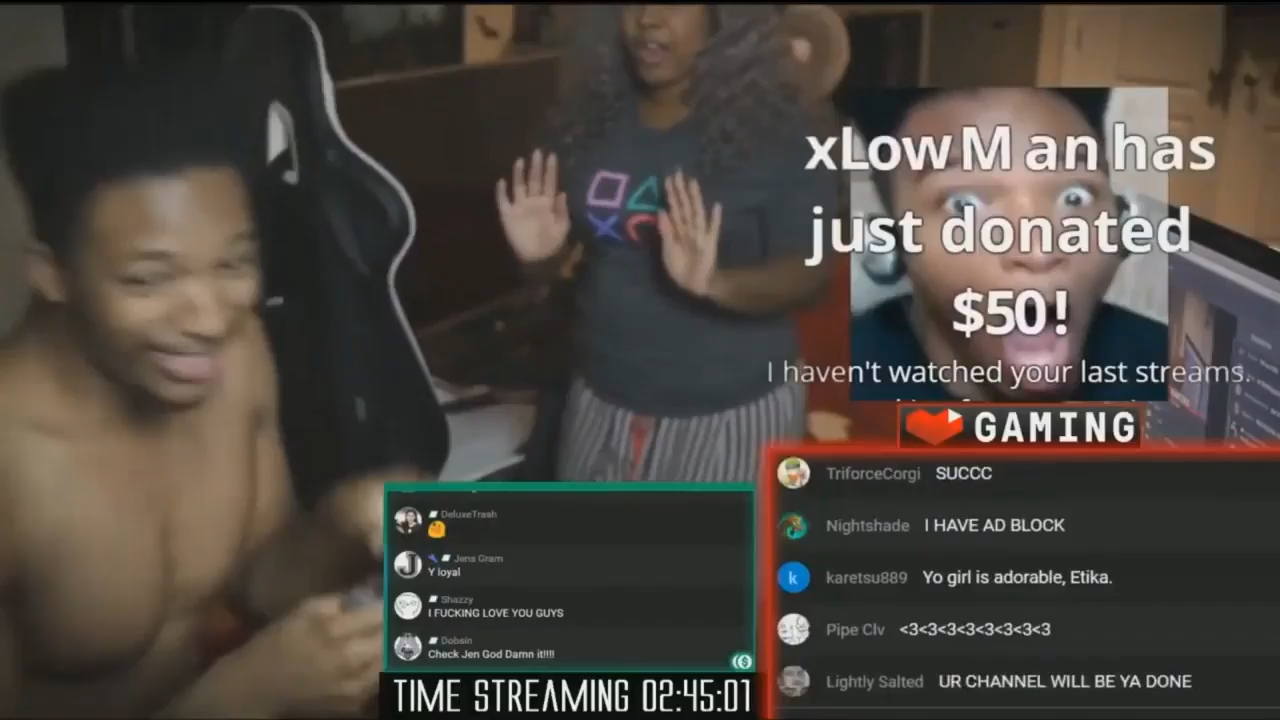 xLowMan has
just donated
$50!
I haven't watched your last streams.
GAMING
TriforceCorgi SUCCC
Nightshade I HAVE AD BLOCK
k karetsu889 Yo girl is adorable, Etika.
Pipe Clv <3<3<3<3<3<3<3<3
Lightly Salted UR CHANNEL WILL BE YA DONE
DeluxeTrash
J Jens Gram
Y loyal
Shazzy
I FUCKING LOVE YOU GUYS
Dobsin
Check Jen God Damn it!!!!
TIME STREAMING 02:45:01